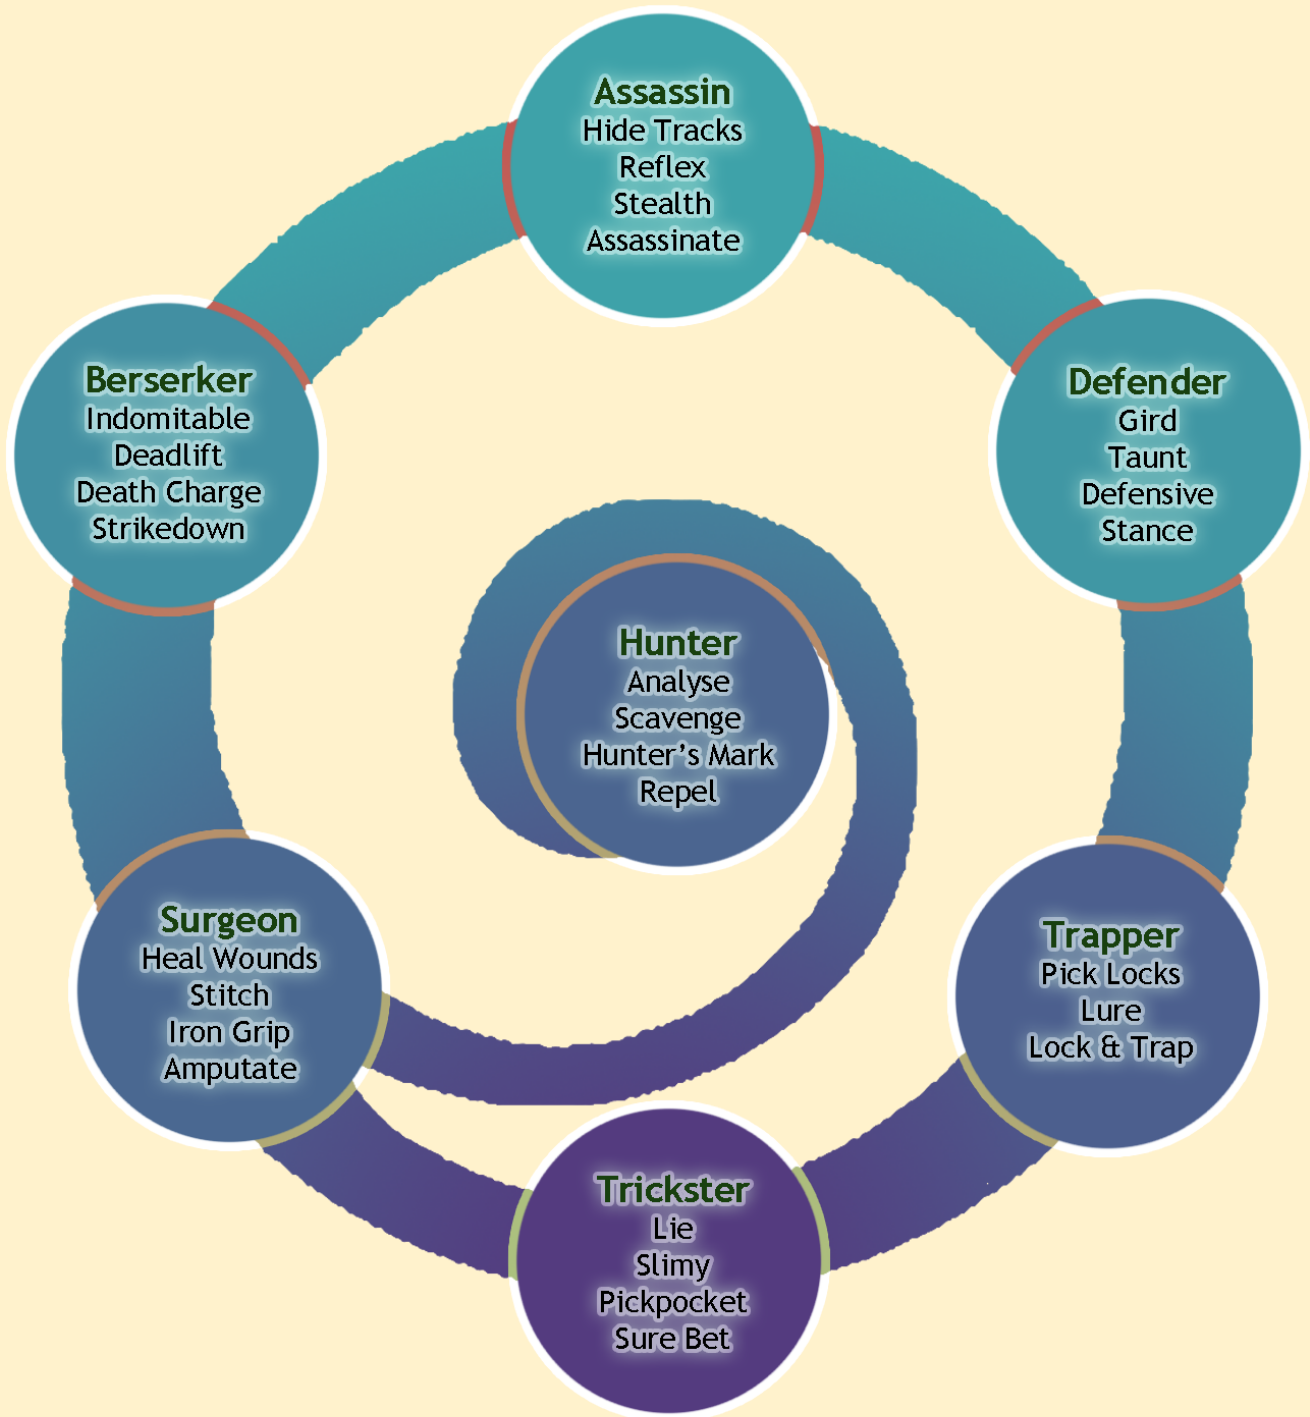 Assassin
Hide Tracks
Reflex
Stealth
Assassinate
Berserker
Indomitable
Deadlift
Death Charge
Strikedown
Defender
Gird
Taunt
Defensive
Stance
Hunter
Analyse
Scavenge
Hunter’s Mark
Repel
Surgeon
Heal Wounds
Stitch
Iron Grip
Amputate
Trapper
Pick Locks
Lure
Lock & Trap
Trickster
Lie
Slimy
Pickpocket
Sure Bet